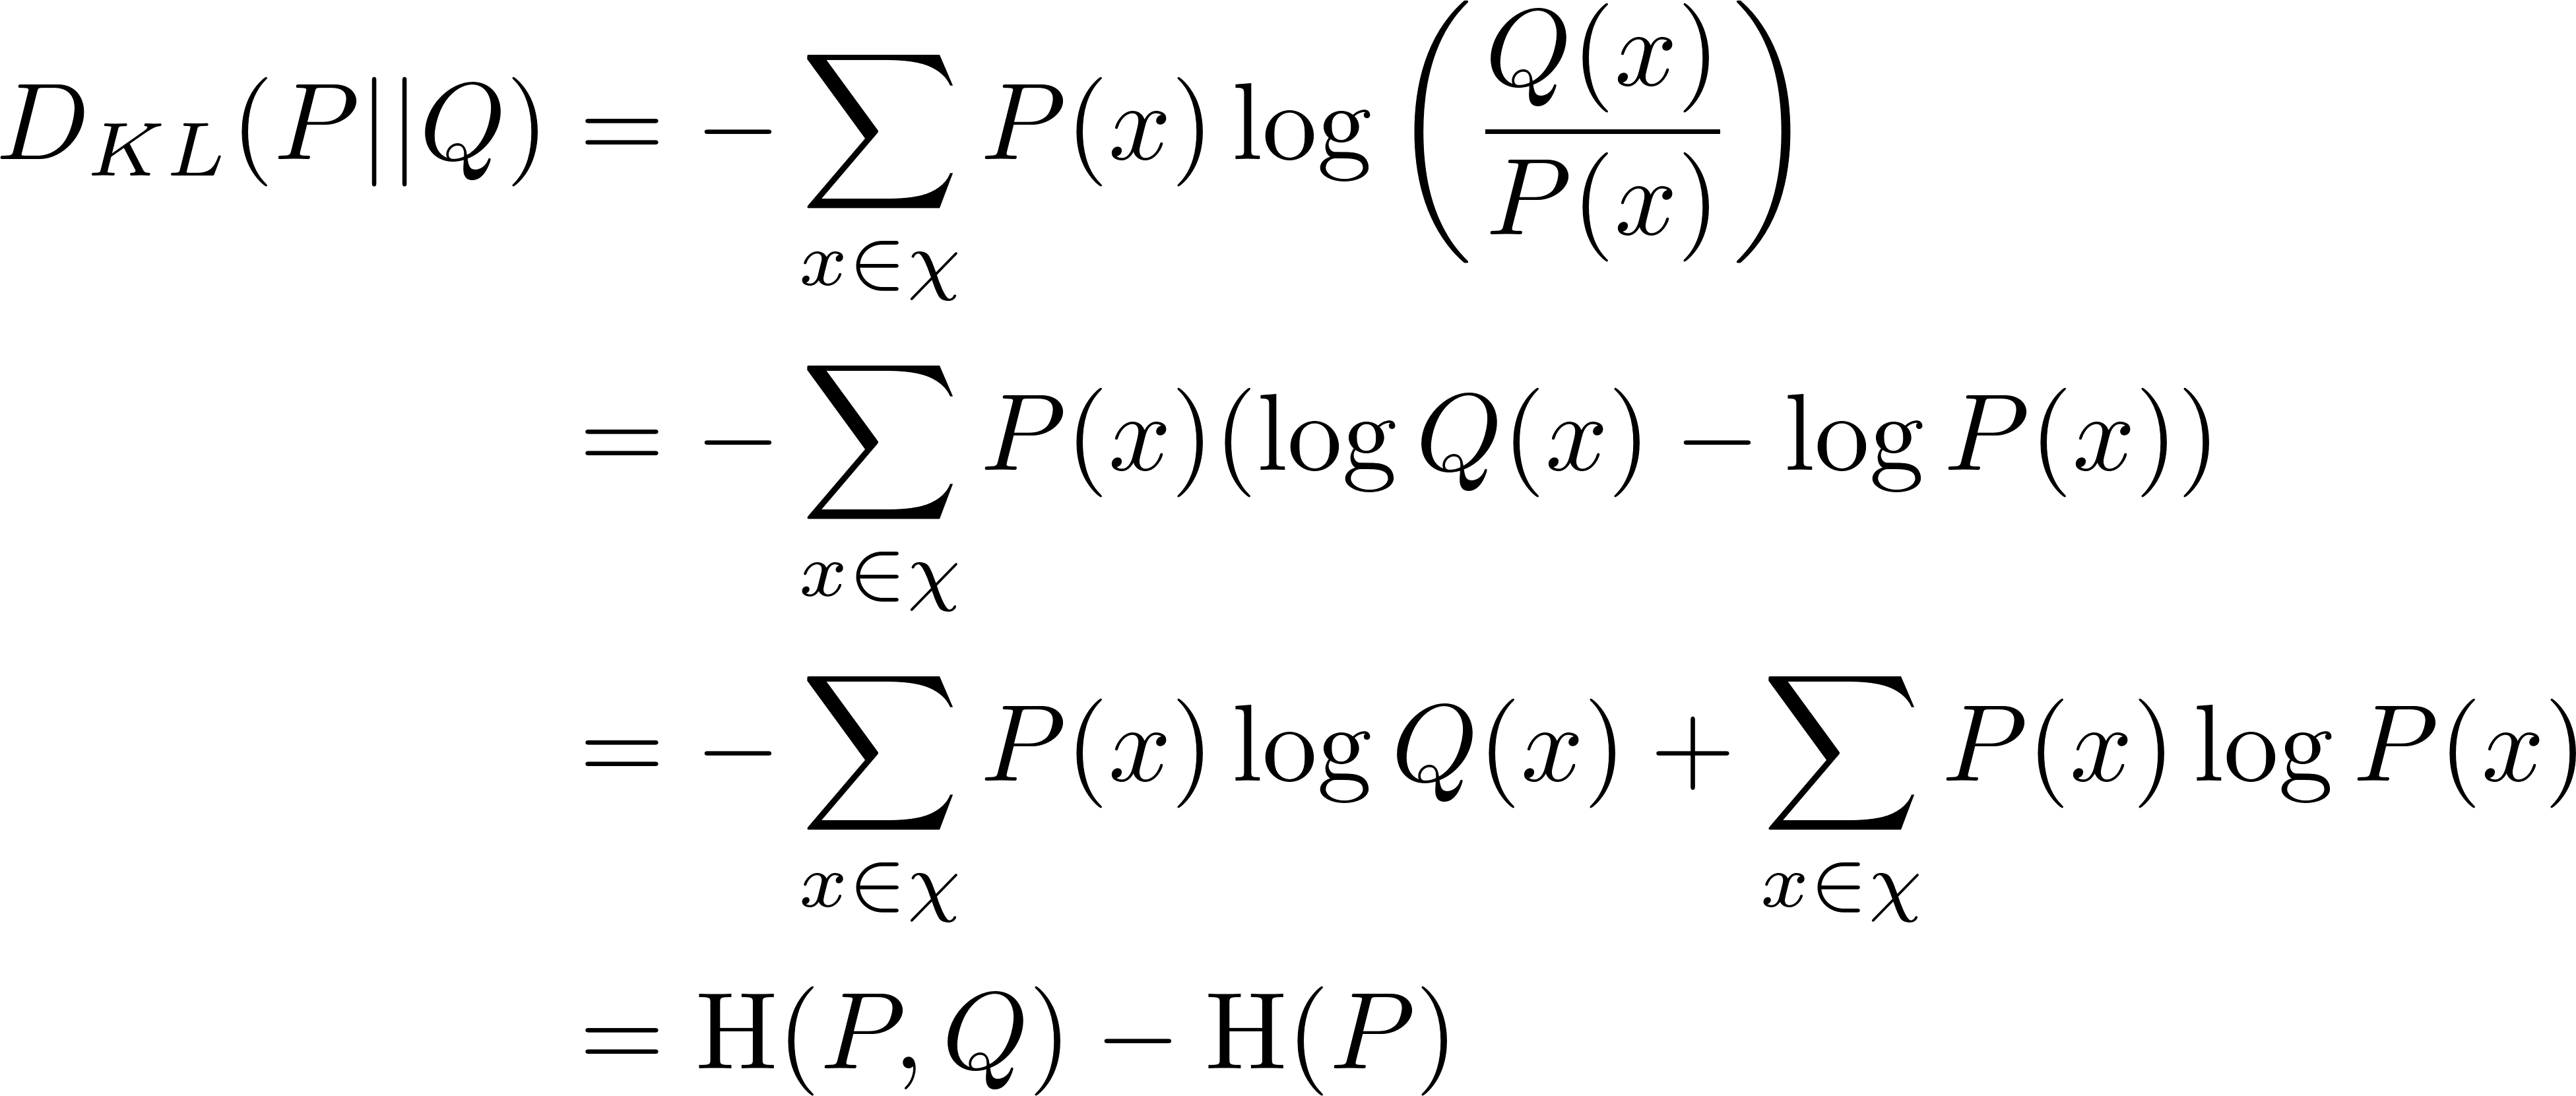 D_{KL}(P||Q) = -\sum_{x \in \chi} P(x) \log \left( \frac{Q(x)}{P(x)} \right)
= -\sum_{x \in \chi} P(x)(\log Q(x) - \log P(x))
= -\sum_{x \in \chi} P(x) \log Q(x) + \sum_{x \in \chi} P(x) \log P(x)
= \mathrm{H}(P, Q) - \mathrm{H}(P)